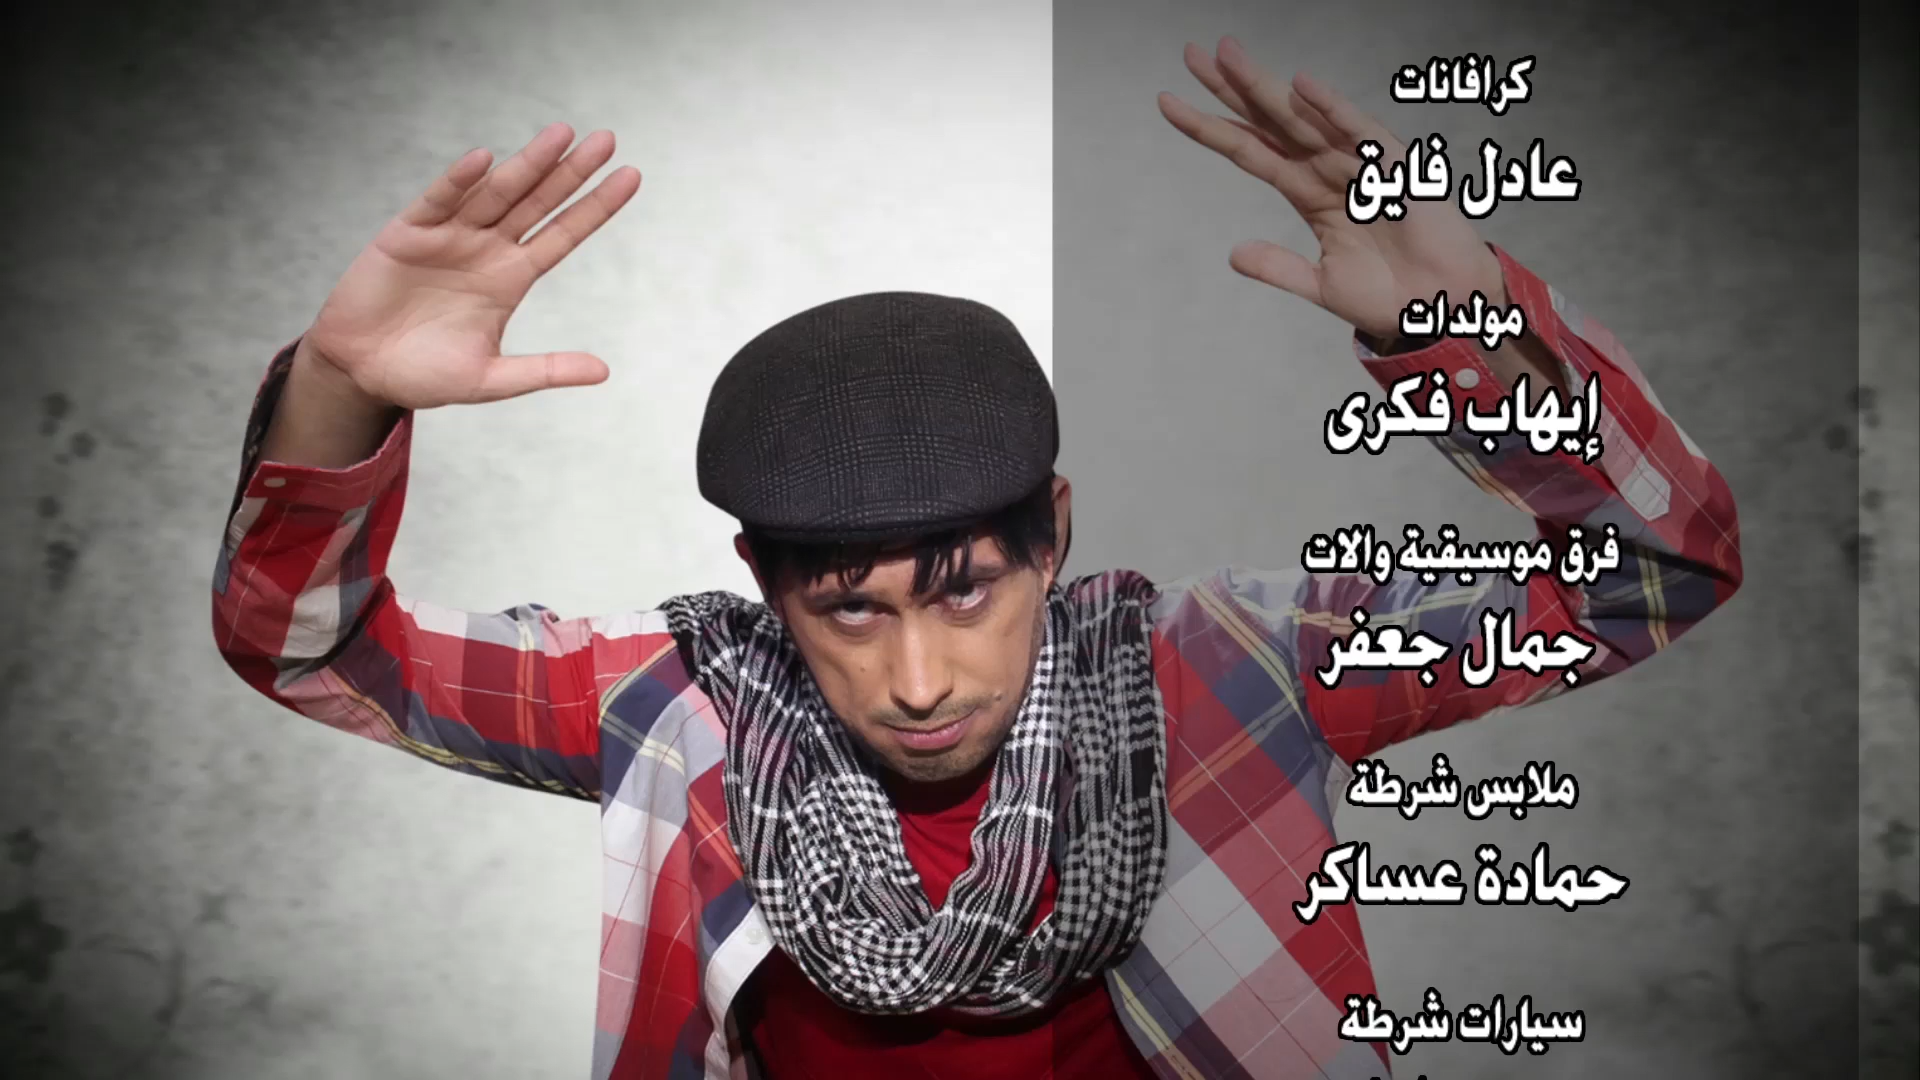 كرافانات
عادل فايق
مولدات
إيهاب فكرى
فرق موسيقية والات
جمال جعفر
ملابس شرطة
حمادة عساكر
سيارات شرطة